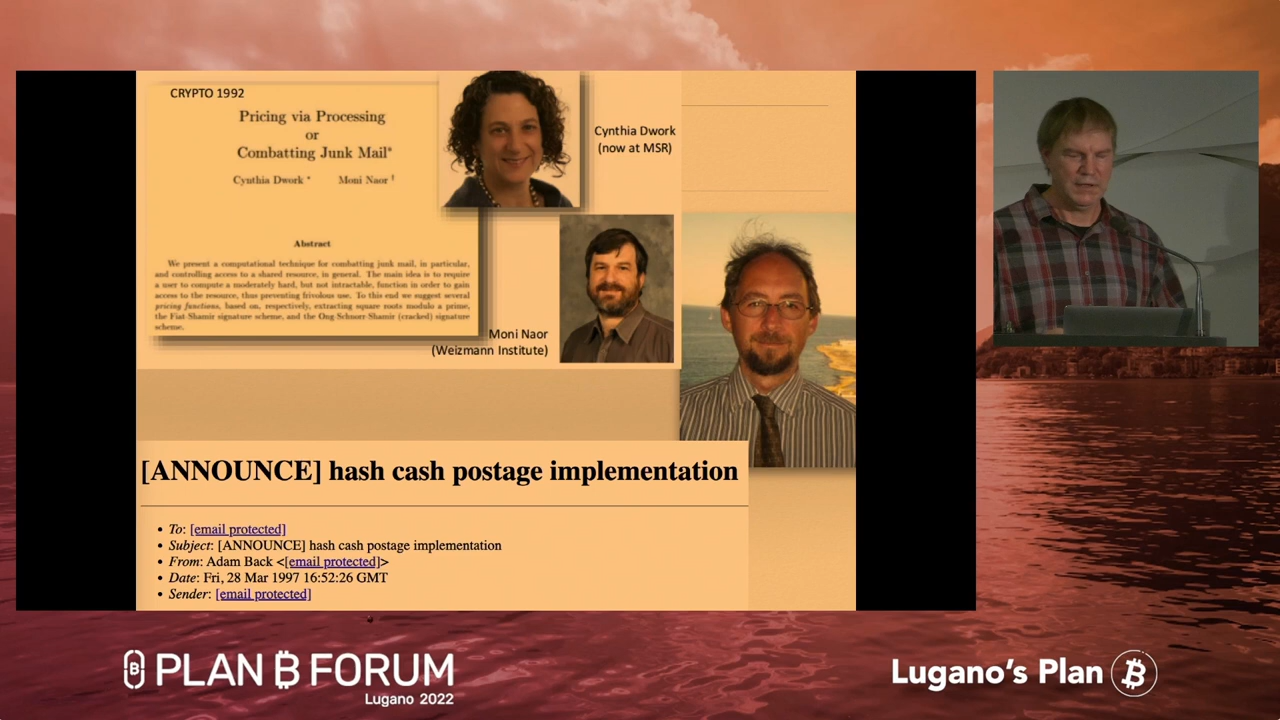 CRYPTO 1992
Pricing via Processing
or
Combatting Junk Mail*
Cynthia Dwork *
Moni Naor †
Abstract
We present a computational technique for combatting junk mail, in particular,
and controlling access to a shared resource, in general. The main idea is to require
a user to compute a moderately hard, but not intractable, function in order to gain
access to the resource, thus preventing frivolous use. To this end we suggest several
pricing functions, based on, respectively, extracting square roots modulo a prime,
the Fiat-Shamir signature scheme, and the Ong-Schnorr-Shamir (cracked) signature
scheme.
Cynthia Dwork
(now at MSR)
Moni Naor
(Weizmann Institute)
[ANNOUNCE] hash cash postage implementation
• To: [email protected]
• Subject: [ANNOUNCE] hash cash postage implementation
• From: Adam Back <[email protected]>
• Date: Fri, 28 Mar 1997 16:52:26 GMT
• Sender: [email protected]
PLAN ₿ FORUM
Lugano 2022
Lugano's Plan ₿